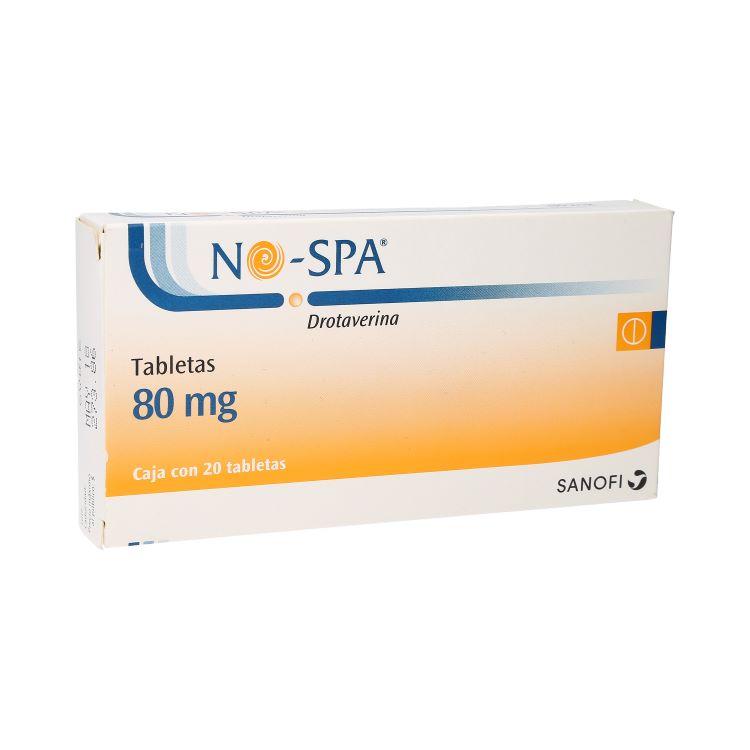 NO-SPA®
Drotaverina
Tabletas
80 mg
Caja con 20 tabletas
SANOFI